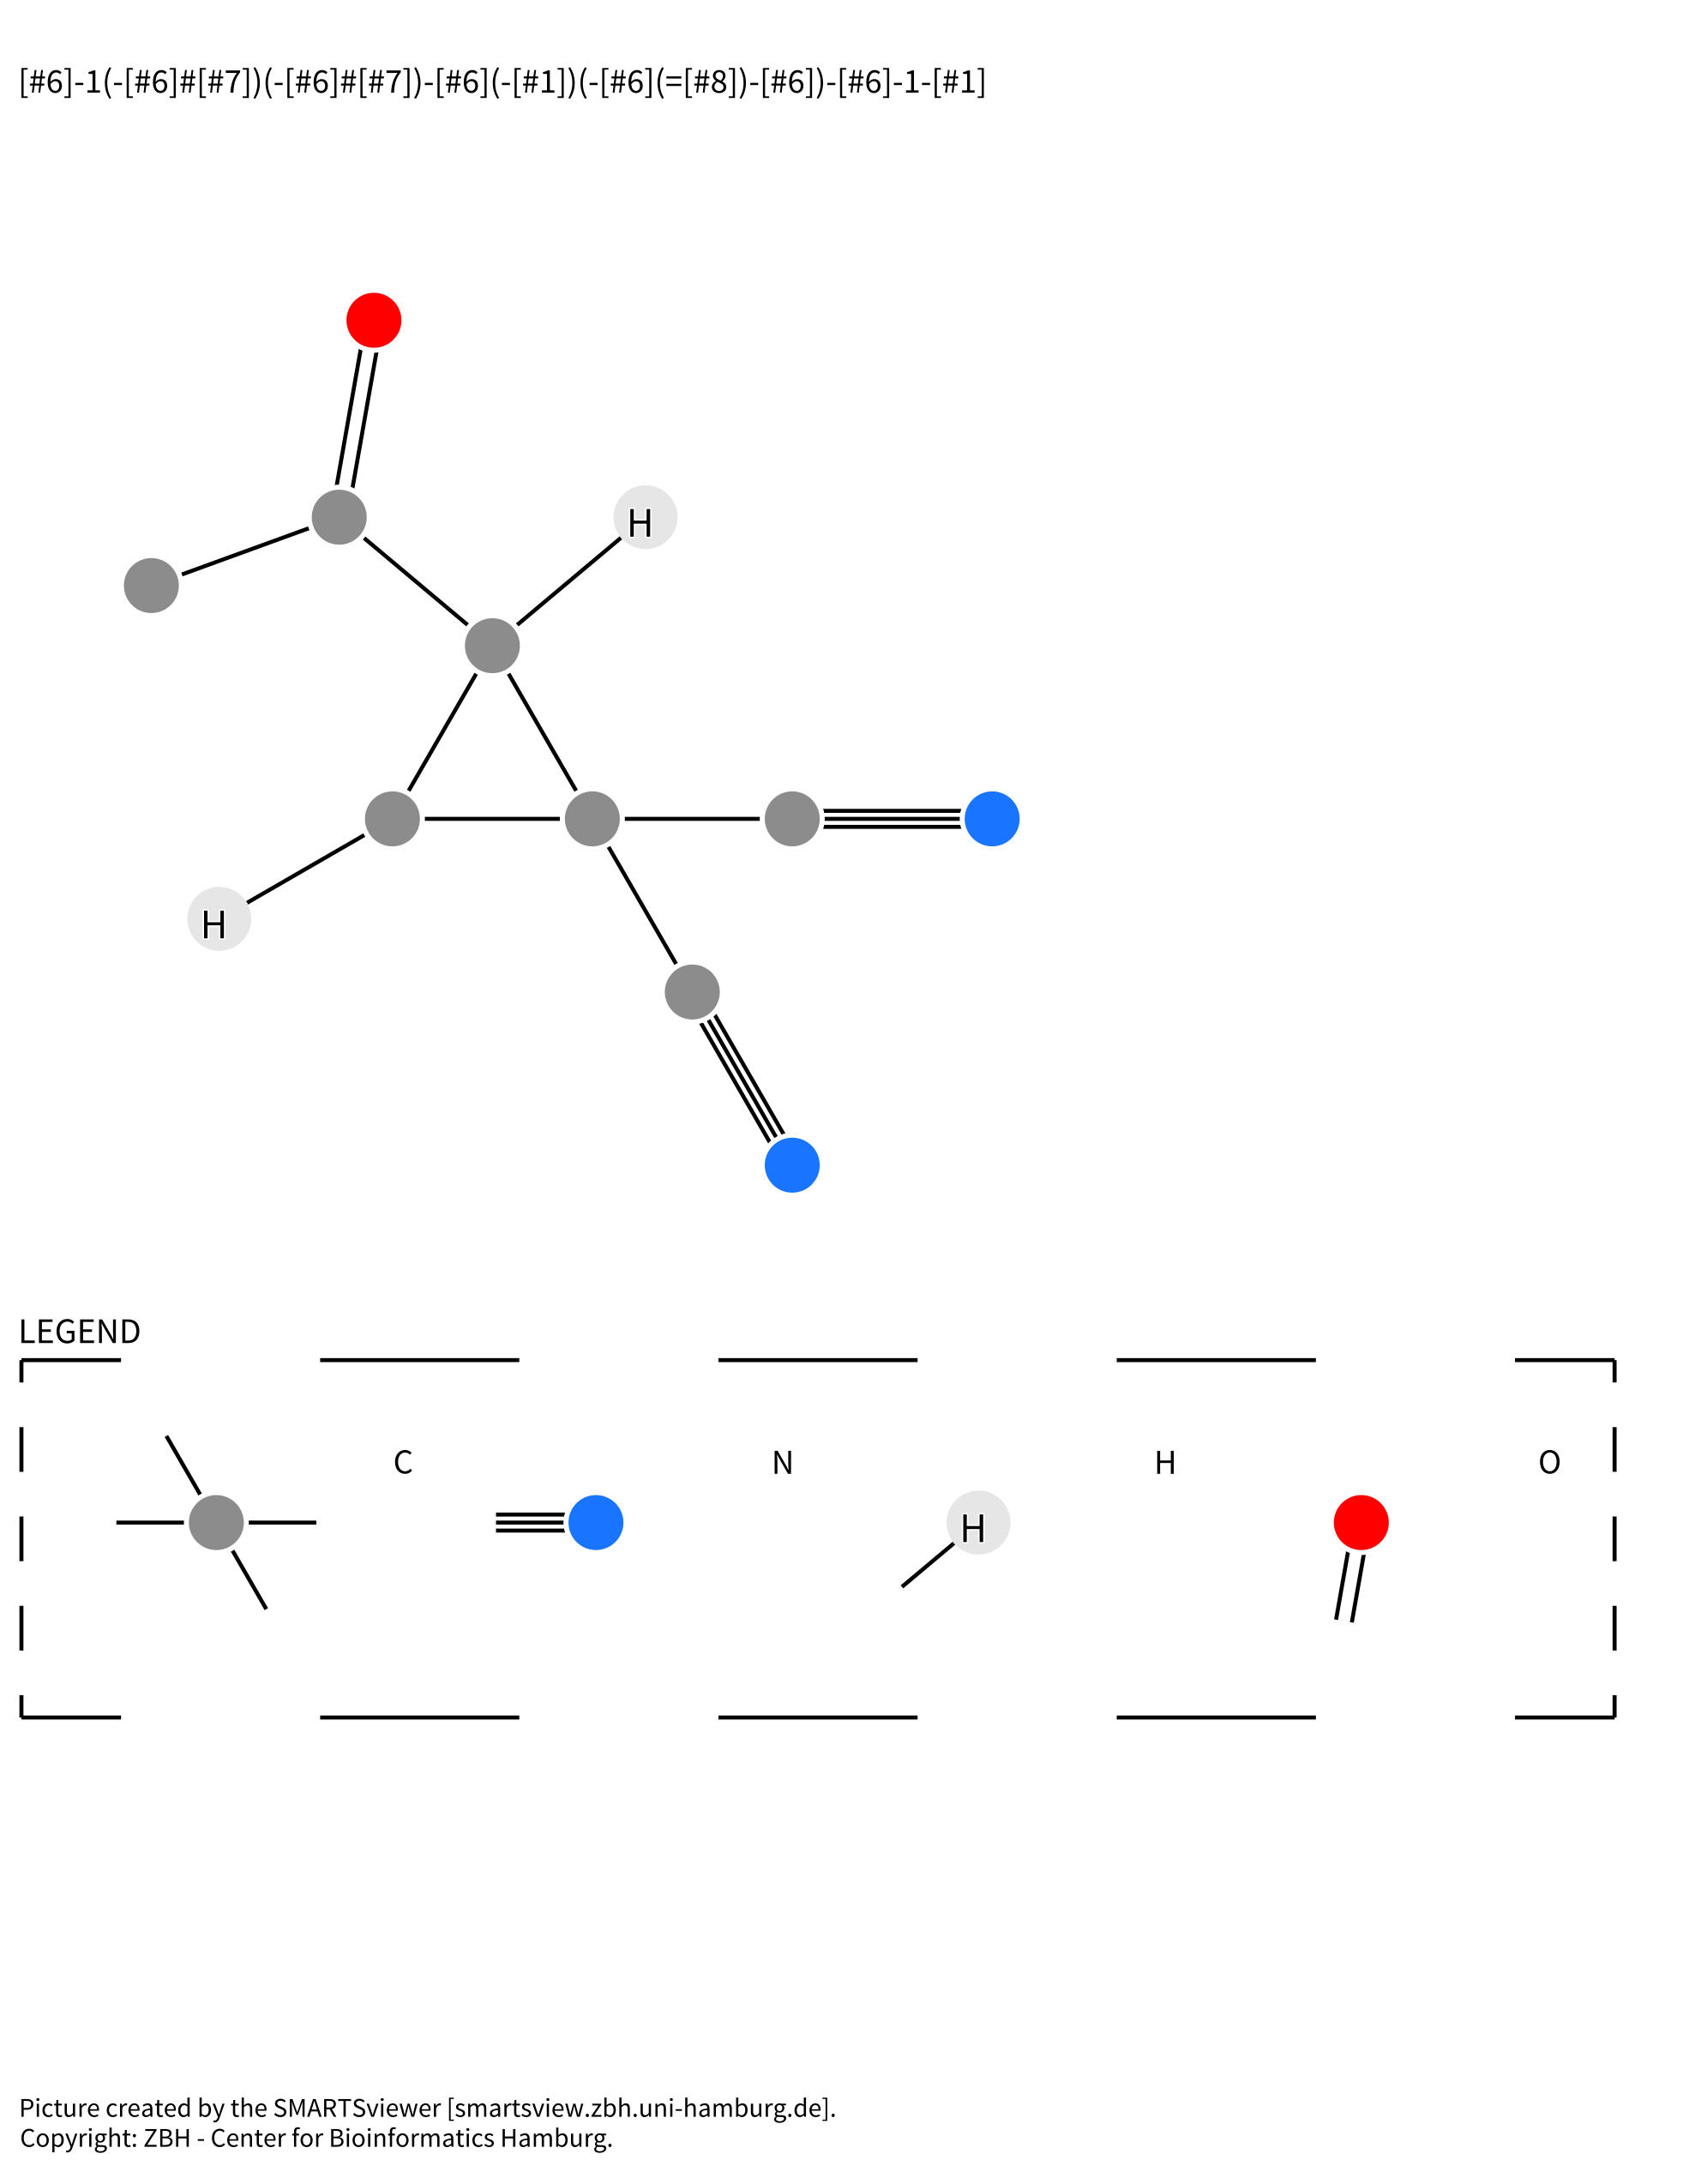 [#6]-1(-[#6]#[#7])(-[#6]#[#7])-[#6](-[#1])(-[#6](=[#8])-[#6])-[#6]-1-[#1]
H
H
LEGEND
C N H O
H
Picture created by the SMARTSviewer [smartsview.zbh.uni-hamburg.de].
Copyright: ZBH - Center for Bioinformatics Hamburg.